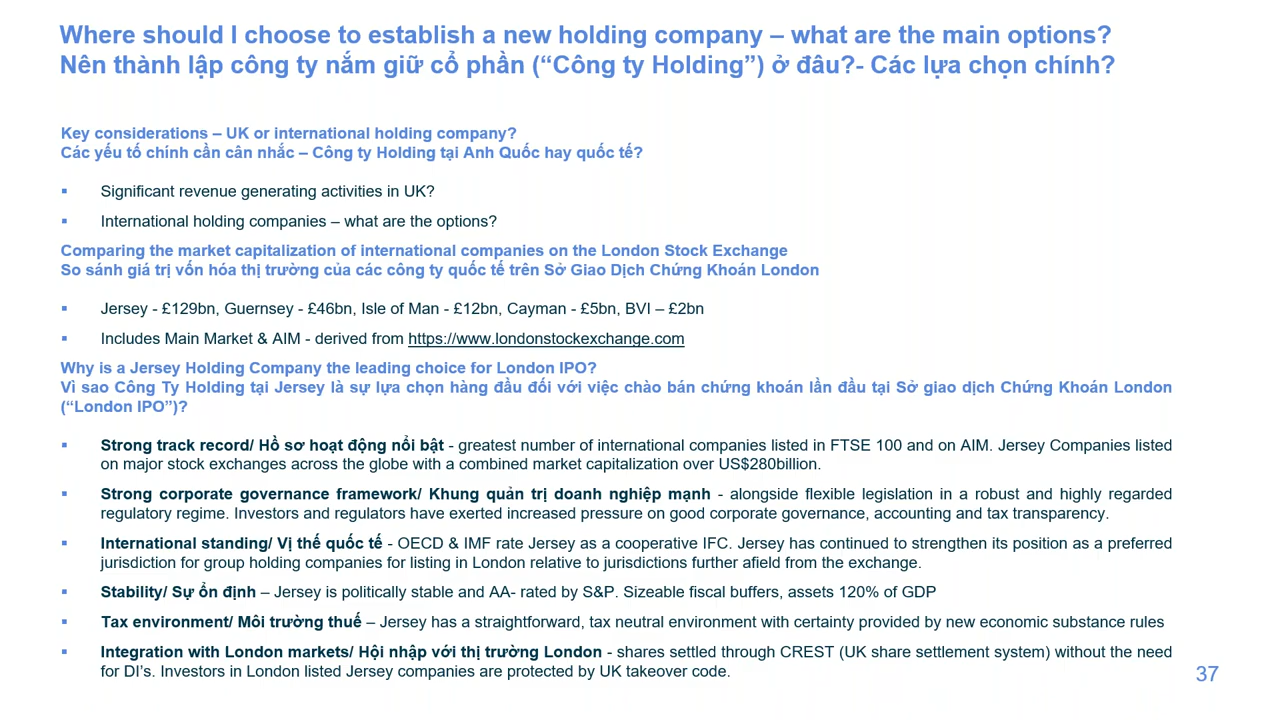 Where should I choose to establish a new holding company – what are the main options?
Nên thành lập công ty nắm giữ cổ phần (“Công ty Holding”) ở đâu?- Các lựa chọn chính?
Key considerations – UK or international holding company?
Các yếu tố chính cần cân nhắc – Công ty Holding tại Anh Quốc hay quốc tế?
▪ Significant revenue generating activities in UK?
▪ International holding companies – what are the options?
Comparing the market capitalization of international companies on the London Stock Exchange
So sánh giá trị vốn hóa thị trường của các công ty quốc tế trên Sở Giao Dịch Chứng Khoán London
▪ Jersey - £129bn, Guernsey - £46bn, Isle of Man - £12bn, Cayman - £5bn, BVI – £2bn
▪ Includes Main Market & AIM - derived from https://www.londonstockexchange.com
Why is a Jersey Holding Company the leading choice for London IPO?
Vì sao Công Ty Holding tại Jersey là sự lựa chọn hàng đầu đối với việc chào bán chứng khoán lần đầu tại Sở giao dịch Chứng Khoán London
(“London IPO”)?
▪ Strong track record/ Hồ sơ hoạt động nổi bật - greatest number of international companies listed in FTSE 100 and on AIM. Jersey Companies listed
on major stock exchanges across the globe with a combined market capitalization over US$280billion.
▪ Strong corporate governance framework/ Khung quản trị doanh nghiệp mạnh - alongside flexible legislation in a robust and highly regarded
regulatory regime. Investors and regulators have exerted increased pressure on good corporate governance, accounting and tax transparency.
▪ International standing/ Vị thế quốc tế - OECD & IMF rate Jersey as a cooperative IFC. Jersey has continued to strengthen its position as a preferred
jurisdiction for group holding companies for listing in London relative to jurisdictions further afield from the exchange.
▪ Stability/ Sự ổn định – Jersey is politically stable and AA- rated by S&P. Sizeable fiscal buffers, assets 120% of GDP
▪ Tax environment/ Môi trường thuế – Jersey has a straightforward, tax neutral environment with certainty provided by new economic substance rules
▪ Integration with London markets/ Hội nhập với thị trường London - shares settled through CREST (UK share settlement system) without the need
for DI’s. Investors in London listed Jersey companies are protected by UK takeover code.
37